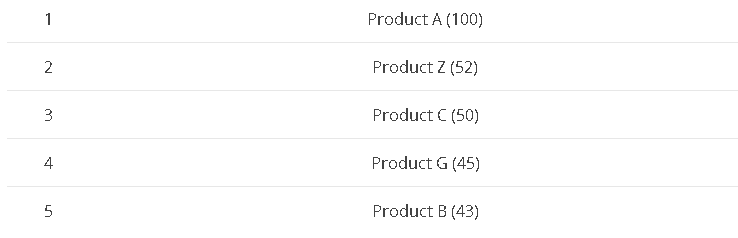 1 Product A (100)
2 Product Z (52)
3 Product C (50)
4 Product G (45)
5 Product B (43)